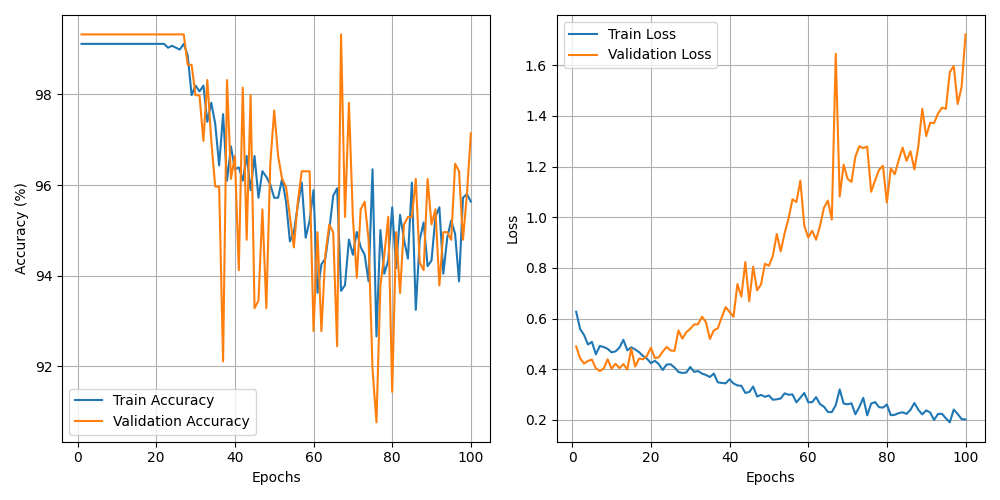 Accuracy (%)
98
96
94
92
0 20 40 60 80 100
Epochs
Train Accuracy
Validation Accuracy
Loss
1.6
1.4
1.2
1.0
0.8
0.6
0.4
0.2
0 20 40 60 80 100
Epochs
Train Loss
Validation Loss